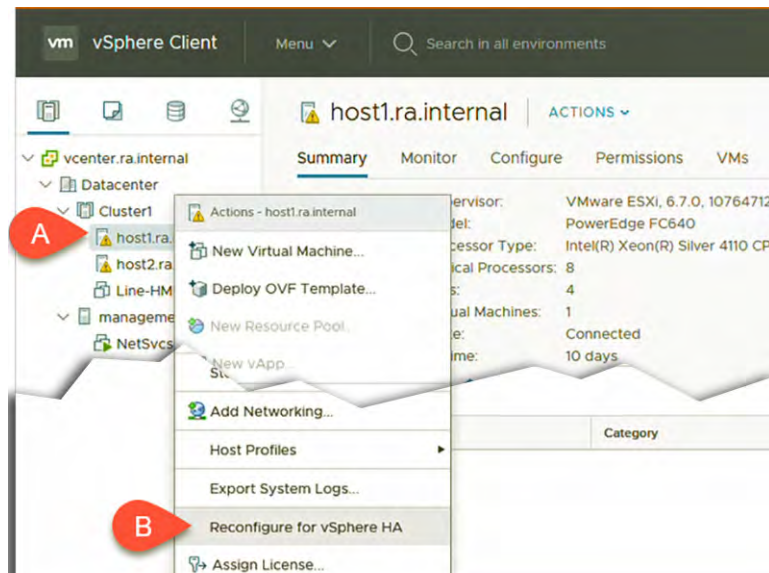 vm vSphere Client Menu Search in all environments
host1.ra.internal ACTIONS
Summary Monitor Configure Permissions VMs
vcenter.ra.internal
Datacenter
Cluster1
A
host1.ra.
host2.ra
Line-HM
manageme
NetSvcs
Actions - host1.ra.internal
New Virtual Machine...
Deploy OVF Template...
New Resource Pool...
New vApp...
Add Networking...
Host Profiles
Export System Logs...
B
Reconfigure for vSphere HA
Assign License...
ervisor: VMware ESXi, 6.7.0, 10764712
del: PowerEdge FC640
cessor Type: Intel(R) Xeon(R) Silver 4110 CP
ical Processors: 8
s: 4
ual Machines: 1
e: Connected
ime: 10 days
Category